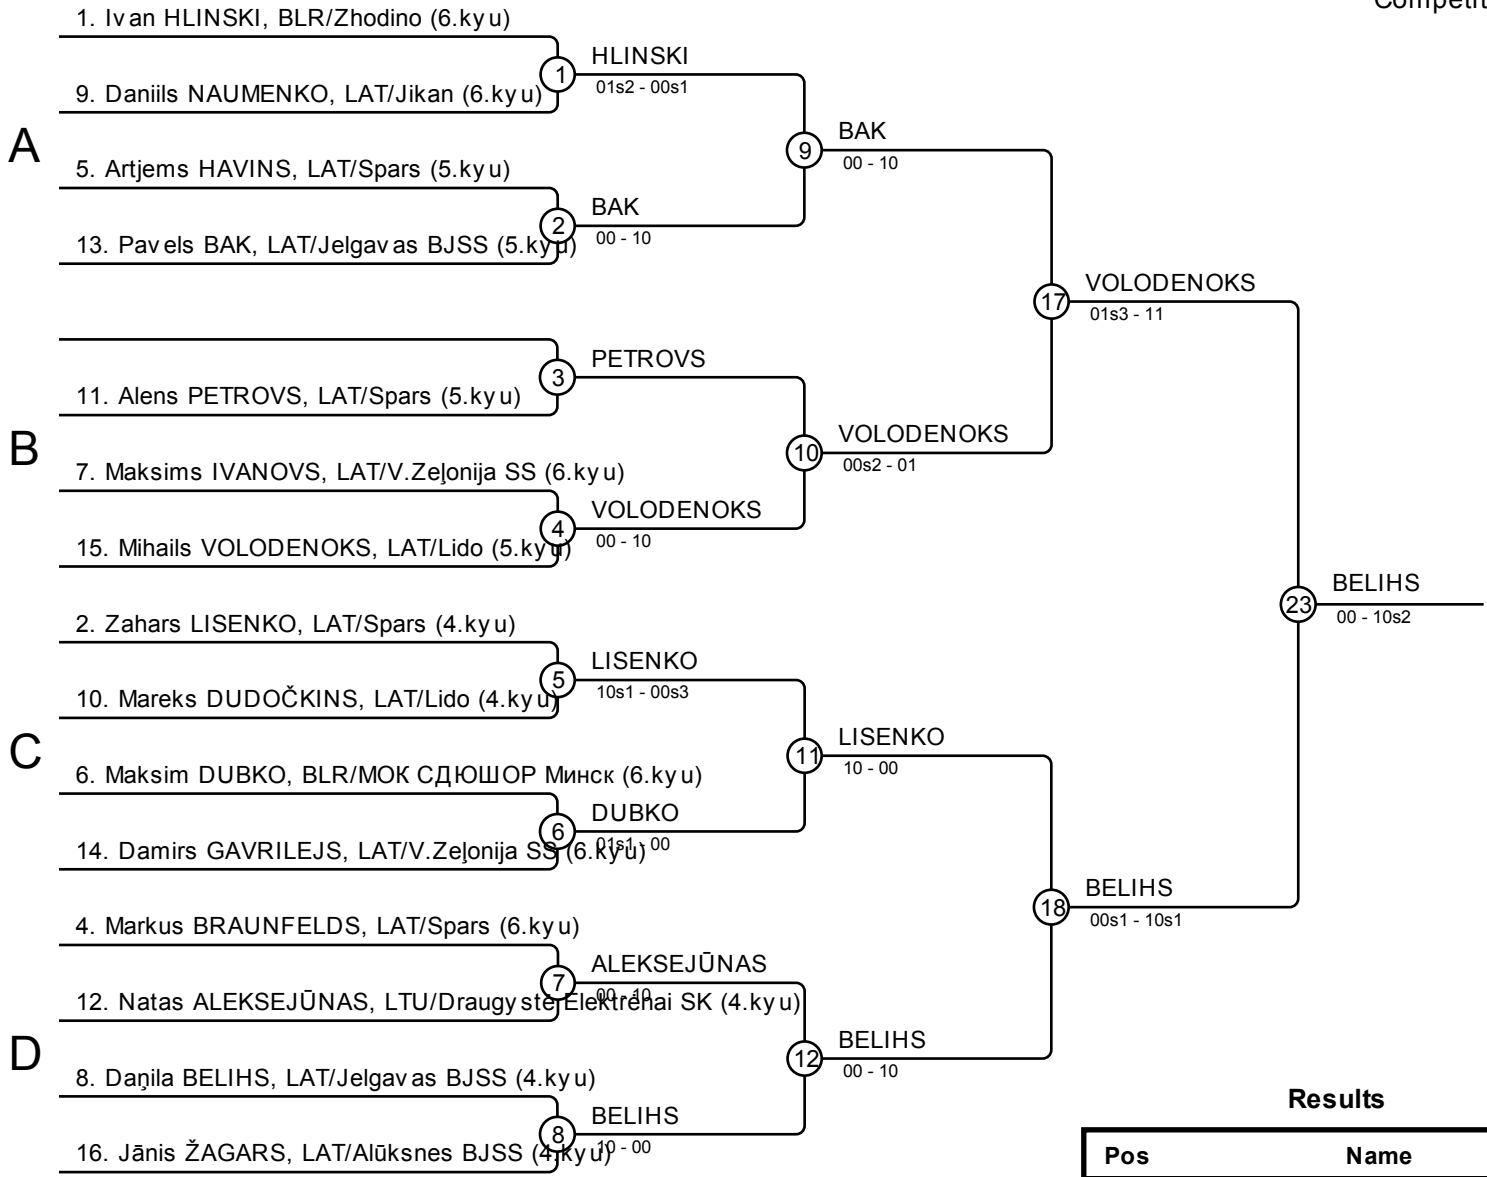 Competit
1. Ivan HLINSKI, BLR/Zhodino (6.kyu)
HLINSKI
1
01s2 - 00s1
9. Daniils NAUMENKO, LAT/Jikan (6.kyu)
A
BAK
9
00 - 10
5. Artjems HAVINS, LAT/Spars (5.kyu)
BAK
2
00 - 10
13. Pavels BAK, LAT/Jelgavas BJSS (5.kyu)
VOLODENOKS
17
01s3 - 11
PETROVS
3
11. Alens PETROVS, LAT/Spars (5.kyu)
B
VOLODENOKS
10
00s2 - 01
7. Maksims IVANOVS, LAT/V.Zeļonija SS (6.kyu)
VOLODENOKS
4
00 - 10
15. Mihails VOLODENOKS, LAT/Lido (5.kyu)
BELIHS
23
00 - 10s2
2. Zahars LISENKO, LAT/Spars (4.kyu)
LISENKO
5
10s1 - 00s3
10. Mareks DUDOČKINS, LAT/Lido (4.kyu)
C
LISENKO
11
10 - 00
6. Maksim DUBKO, BLR/МОК СДЮШОР Минск (6.kyu)
DUBKO
6
01s1 - 00
14. Damirs GAVRILEJS, LAT/V.Zeļonija SS (6.kyu)
BELIHS
18
00s1 - 10s1
4. Markus BRAUNFELDS, LAT/Spars (6.kyu)
ALEKSEJŪNAS
7
00 - 10
12. Natas ALEKSEJŪNAS, LTU/Draugystė Elektrėnai SK (4.kyu)
D
BELIHS
12
00 - 10
8. Daņila BELIHS, LAT/Jelgavas BJSS (4.kyu)
BELIHS
8
10 - 00
16. Jānis ŽAGARS, LAT/Alūksnes BJSS (4.kyu)
Results
Pos Name